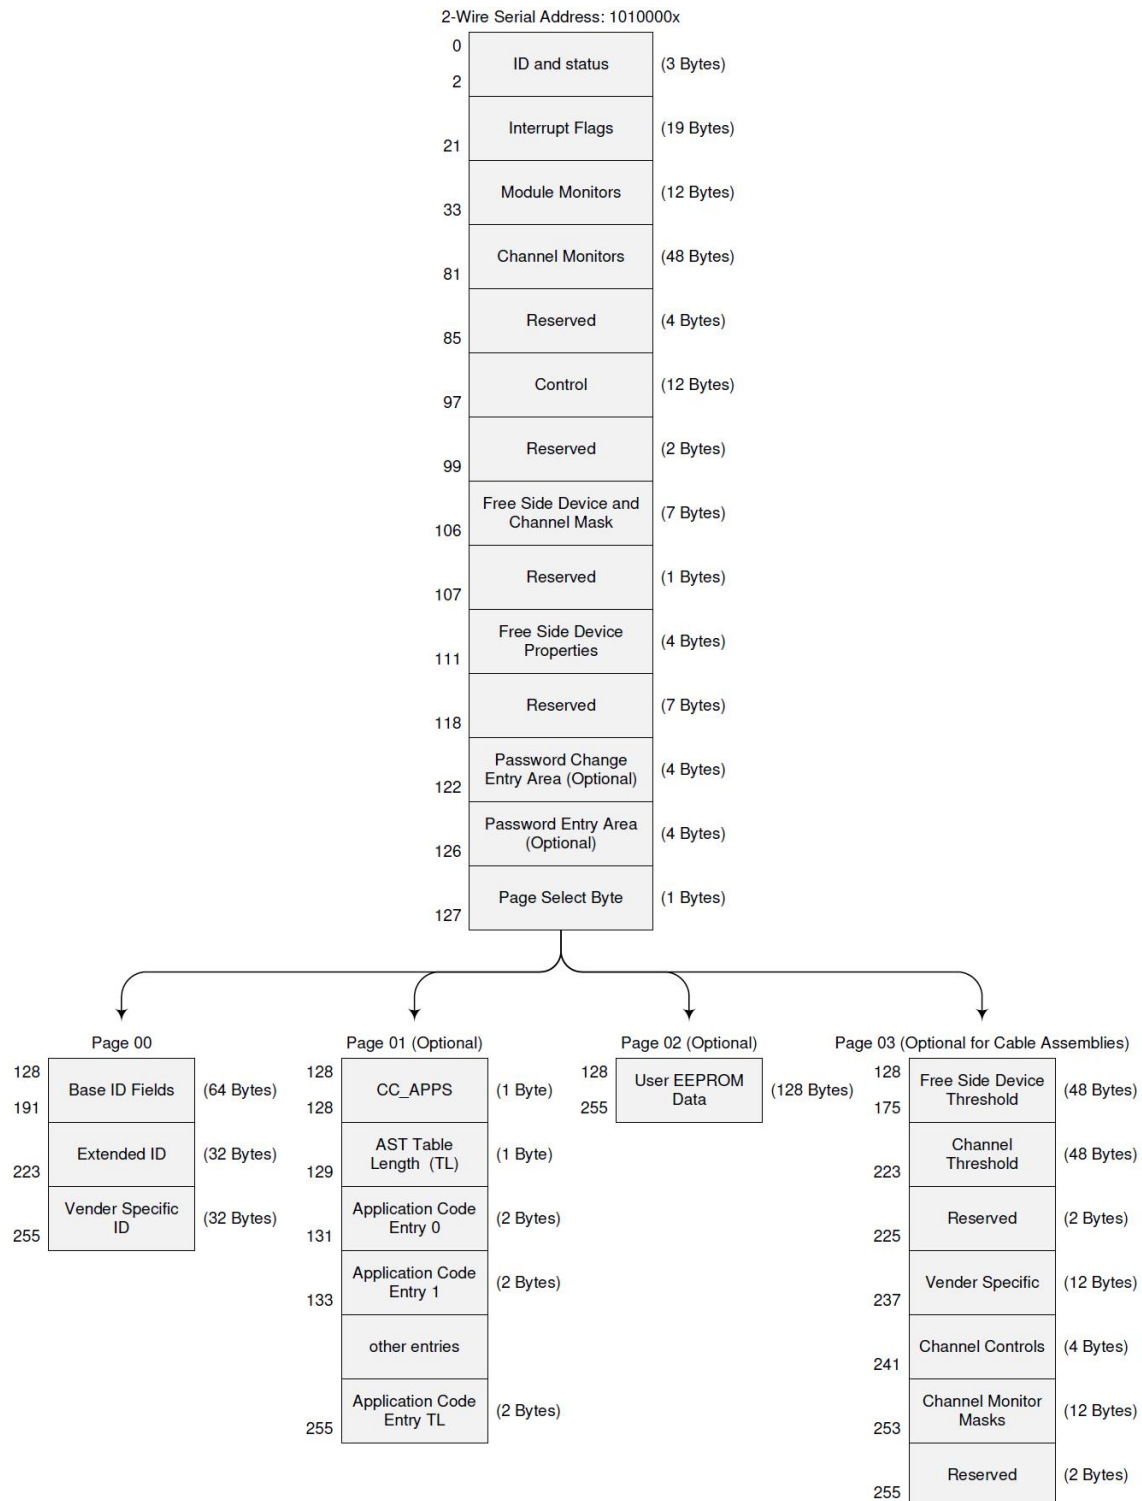 2-Wire Serial Address: 1010000x
0
ID and status
(3 Bytes)
2
Interrupt Flags
(19 Bytes)
21
Module Monitors
(12 Bytes)
33
Channel Monitors
(48 Bytes)
81
Reserved
(4 Bytes)
85
Control
(12 Bytes)
97
Reserved
(2 Bytes)
99
Free Side Device and
Channel Mask
(7 Bytes)
106
Reserved
(1 Bytes)
107
Free Side Device
Properties
(4 Bytes)
111
Reserved
(7 Bytes)
118
Password Change
Entry Area (Optional)
(4 Bytes)
122
Password Entry Area
(Optional)
(4 Bytes)
126
Page Select Byte
(1 Bytes)
127
Page 00
128
Base ID Fields
(64 Bytes)
191
Extended ID
(32 Bytes)
223
Vender Specific
ID
(32 Bytes)
255
Page 01 (Optional)
128
CC_APPS
(1 Byte)
128
AST Table
Length (TL)
(1 Byte)
129
Application Code
Entry 0
(2 Bytes)
131
Application Code
Entry 1
(2 Bytes)
133
other entries
Application Code
Entry TL
(2 Bytes)
255
Page 02 (Optional)
128
User EEPROM
Data
(128 Bytes)
255
Page 03 (Optional for Cable Assemblies)
128
Free Side Device
Threshold
(48 Bytes)
175
Channel
Threshold
(48 Bytes)
223
Reserved
(2 Bytes)
225
Vender Specific
(12 Bytes)
237
Channel Controls
(4 Bytes)
241
Channel Monitor
Masks
(12 Bytes)
253
Reserved
(2 Bytes)
255